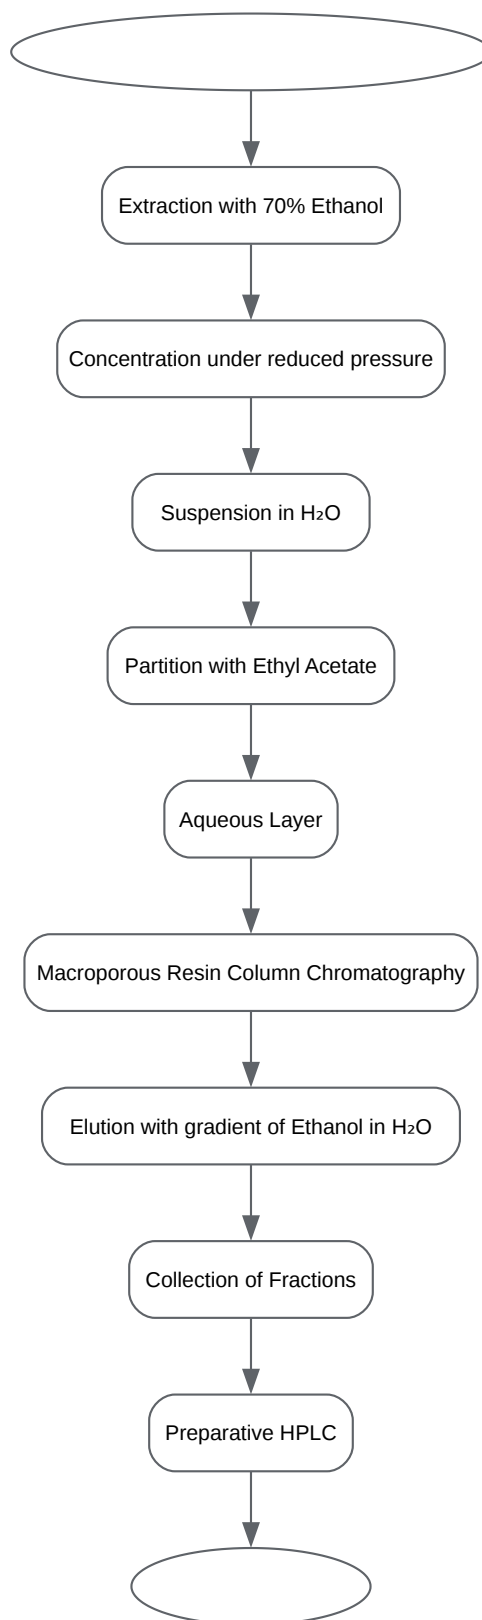 Extraction with 70% Ethanol
Concentration under reduced pressure
Suspension in H₂O
Partition with Ethyl Acetate
Aqueous Layer
Macroporous Resin Column Chromatography
Elution with gradient of Ethanol in H₂O
Collection of Fractions
Preparative HPLC